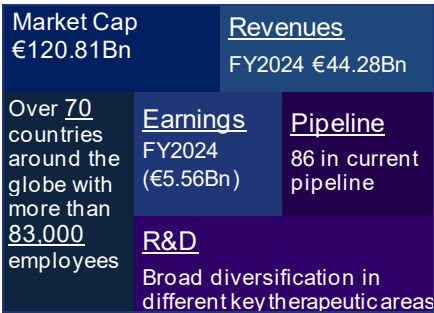 Market Cap
€120.81Bn
Revenues
FY2024 €44.28Bn
Over 70
countries
around the
globe with
more than
83,000
employees
Earnings
FY2024
(€5.56Bn)
Pipeline
86 in current
pipeline
R&D
Broad diversification in
different key therapeutic areas